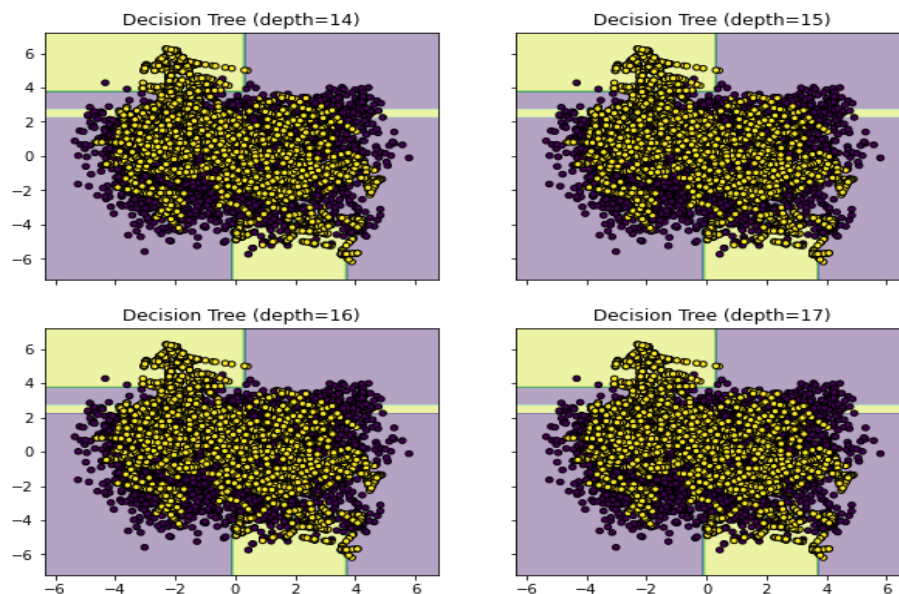 Decision Tree (depth=14)
Decision Tree (depth=15)
6
4
2
0
−2
−4
−6
Decision Tree (depth=16)
Decision Tree (depth=17)
6
4
2
0
−2
−4
−6
−6 −4 −2 0 2 4 6
−6 −4 −2 0 2 4 6